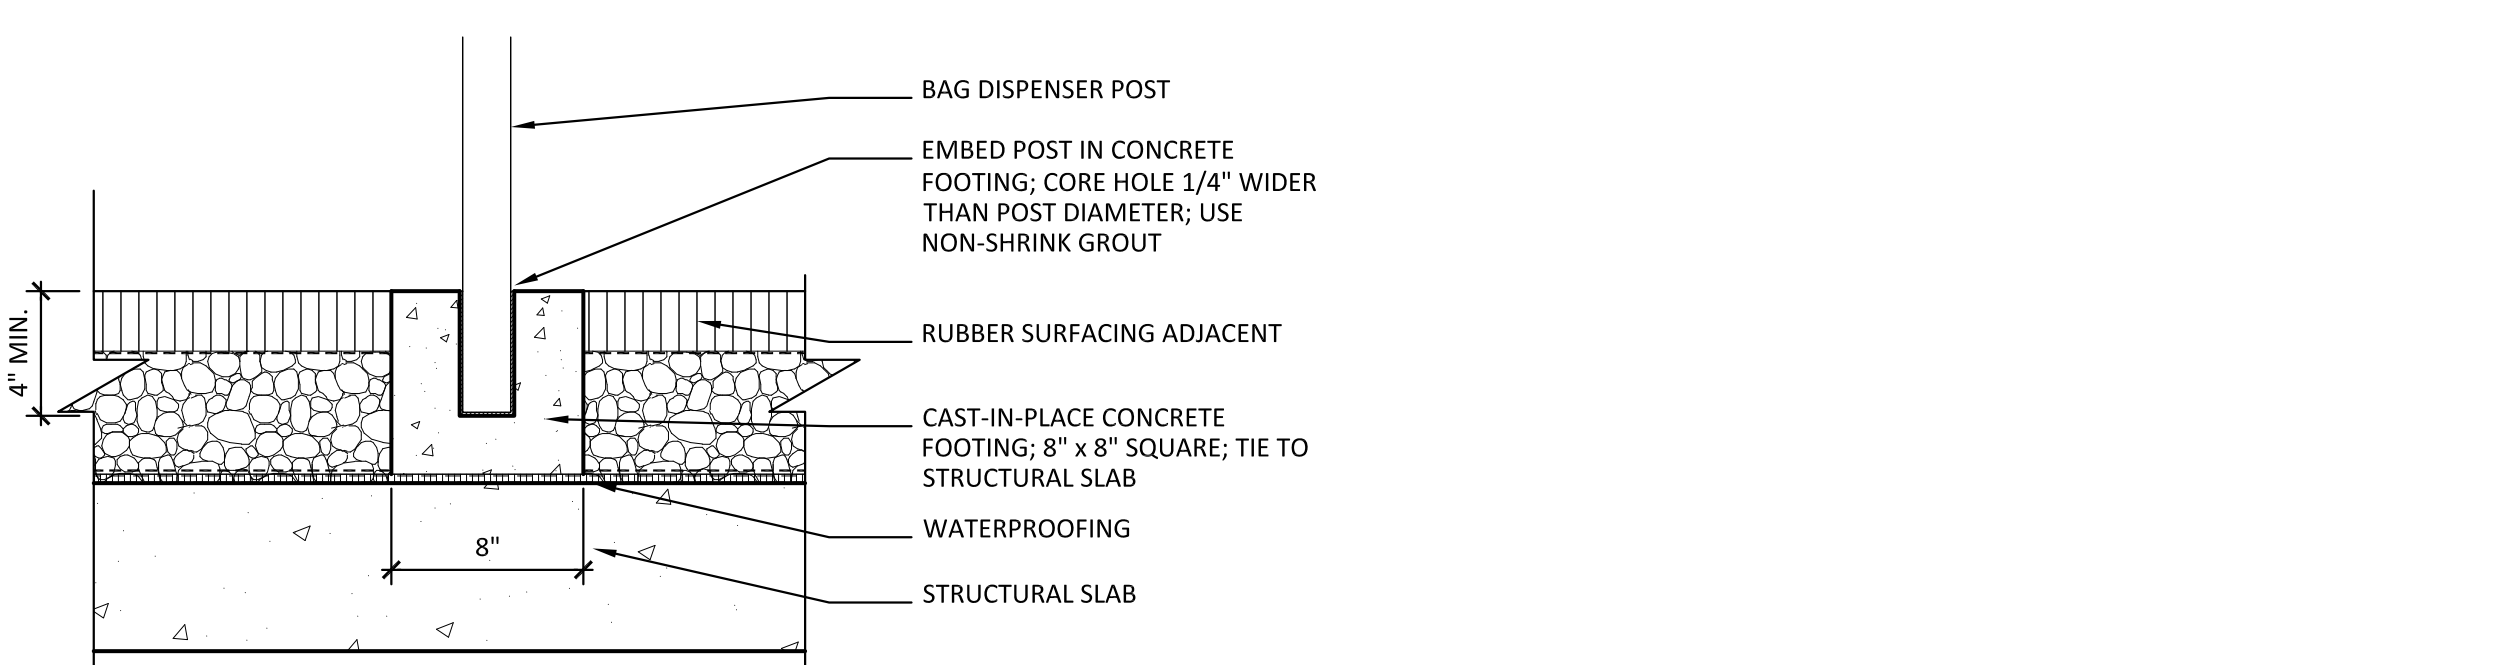 BAG DISPENSER POST
EMBED POST IN CONCRETE
FOOTING; CORE HOLE 1/4" WIDER
THAN POST DIAMETER; USE
NON-SHRINK GROUT
4" MIN.
RUBBER SURFACING ADJACENT
CAST-IN-PLACE CONCRETE
FOOTING; 8" x 8" SQUARE; TIE TO
STRUCTURAL SLAB
WATERPROOFING
8"
STRUCTURAL SLAB